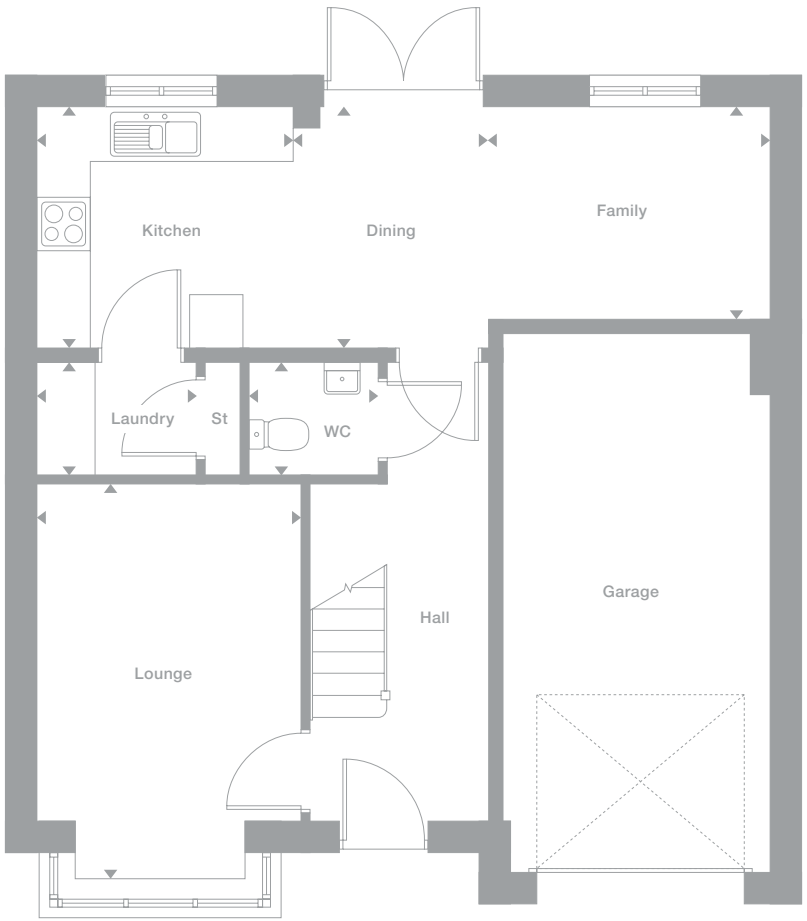 Kitchen
Dining
Family
Laundry
St
WC
Lounge
Hall
Garage